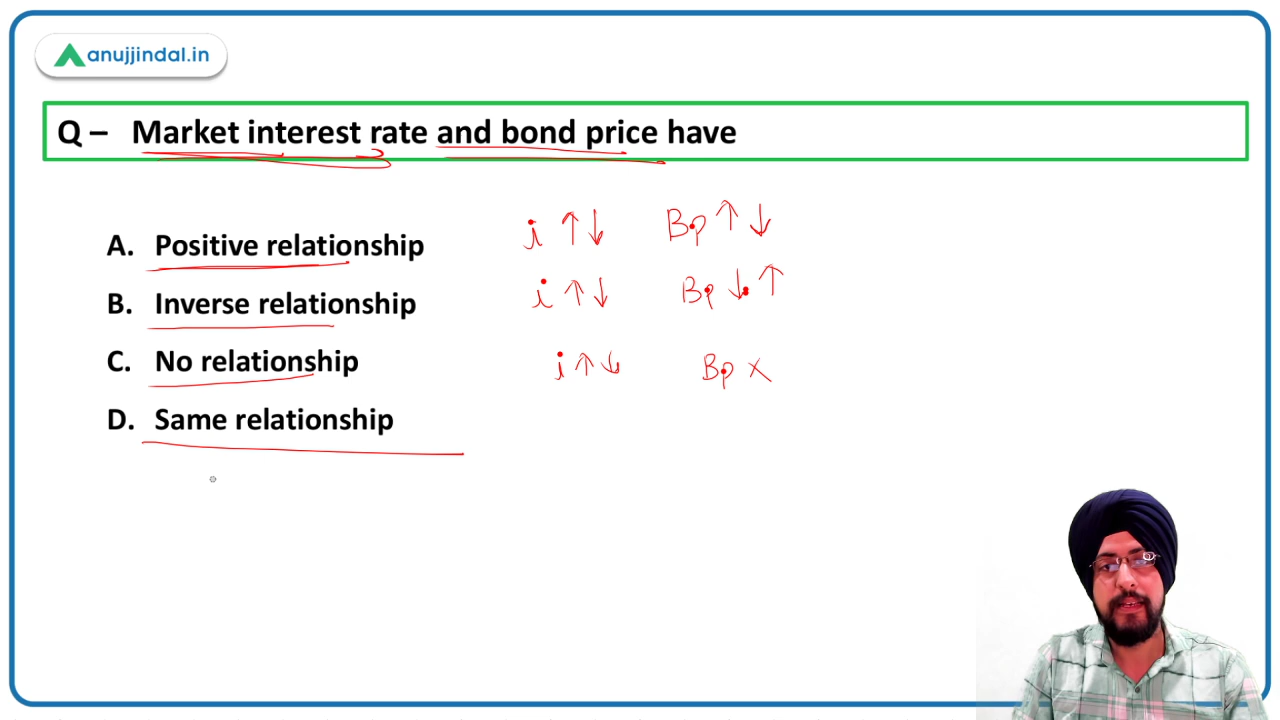 anujjindal.in
Q – Market interest rate and bond price have
A. Positive relationship i ↑↓ Bp ↑↓
B. Inverse relationship i ↑↓ Bp ↓↑
C. No relationship i ↑↓ Bp X
D. Same relationship